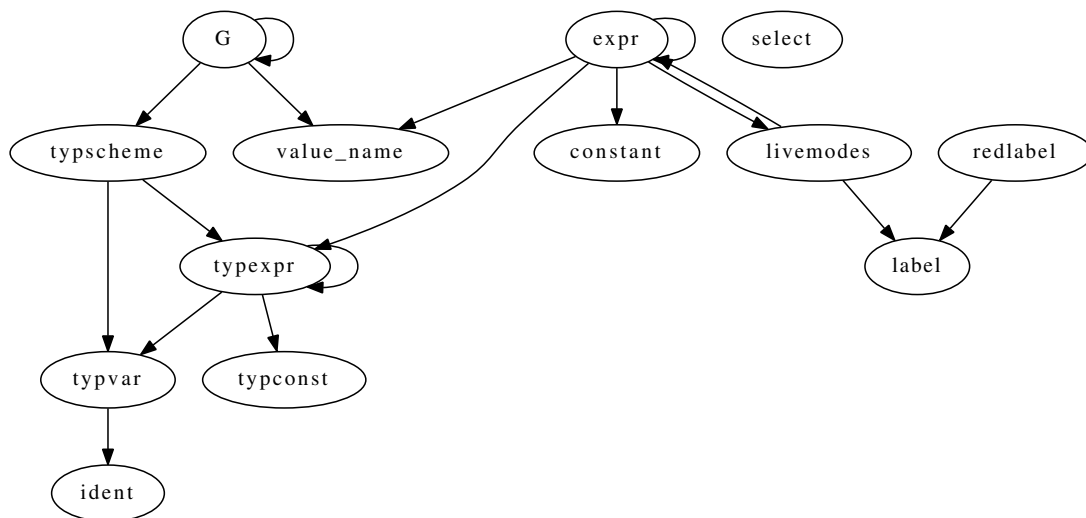 G
expr
select
typscheme
value_name
constant
livemodes
redlabel
typexpr
label
typvar
typconst
ident